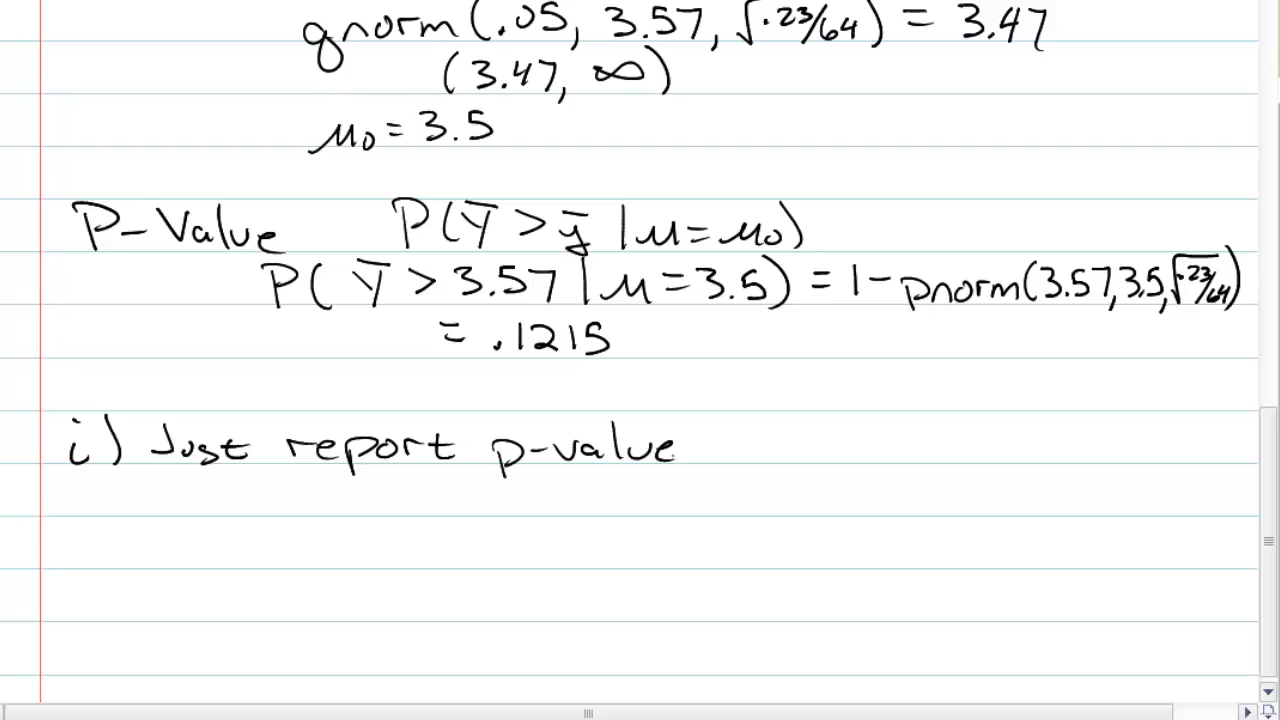 qnorm(.05, 3.57, √.23/64) = 3.47
(3.47, ∞)
μ0 = 3.5
P-Value P(Y̅ > y̅ | μ = μ0)
P( Y̅ > 3.57 | μ = 3.5) = 1 - pnorm(3.57, 3.5, √.23/64)
= .1215
i) Just report p-value